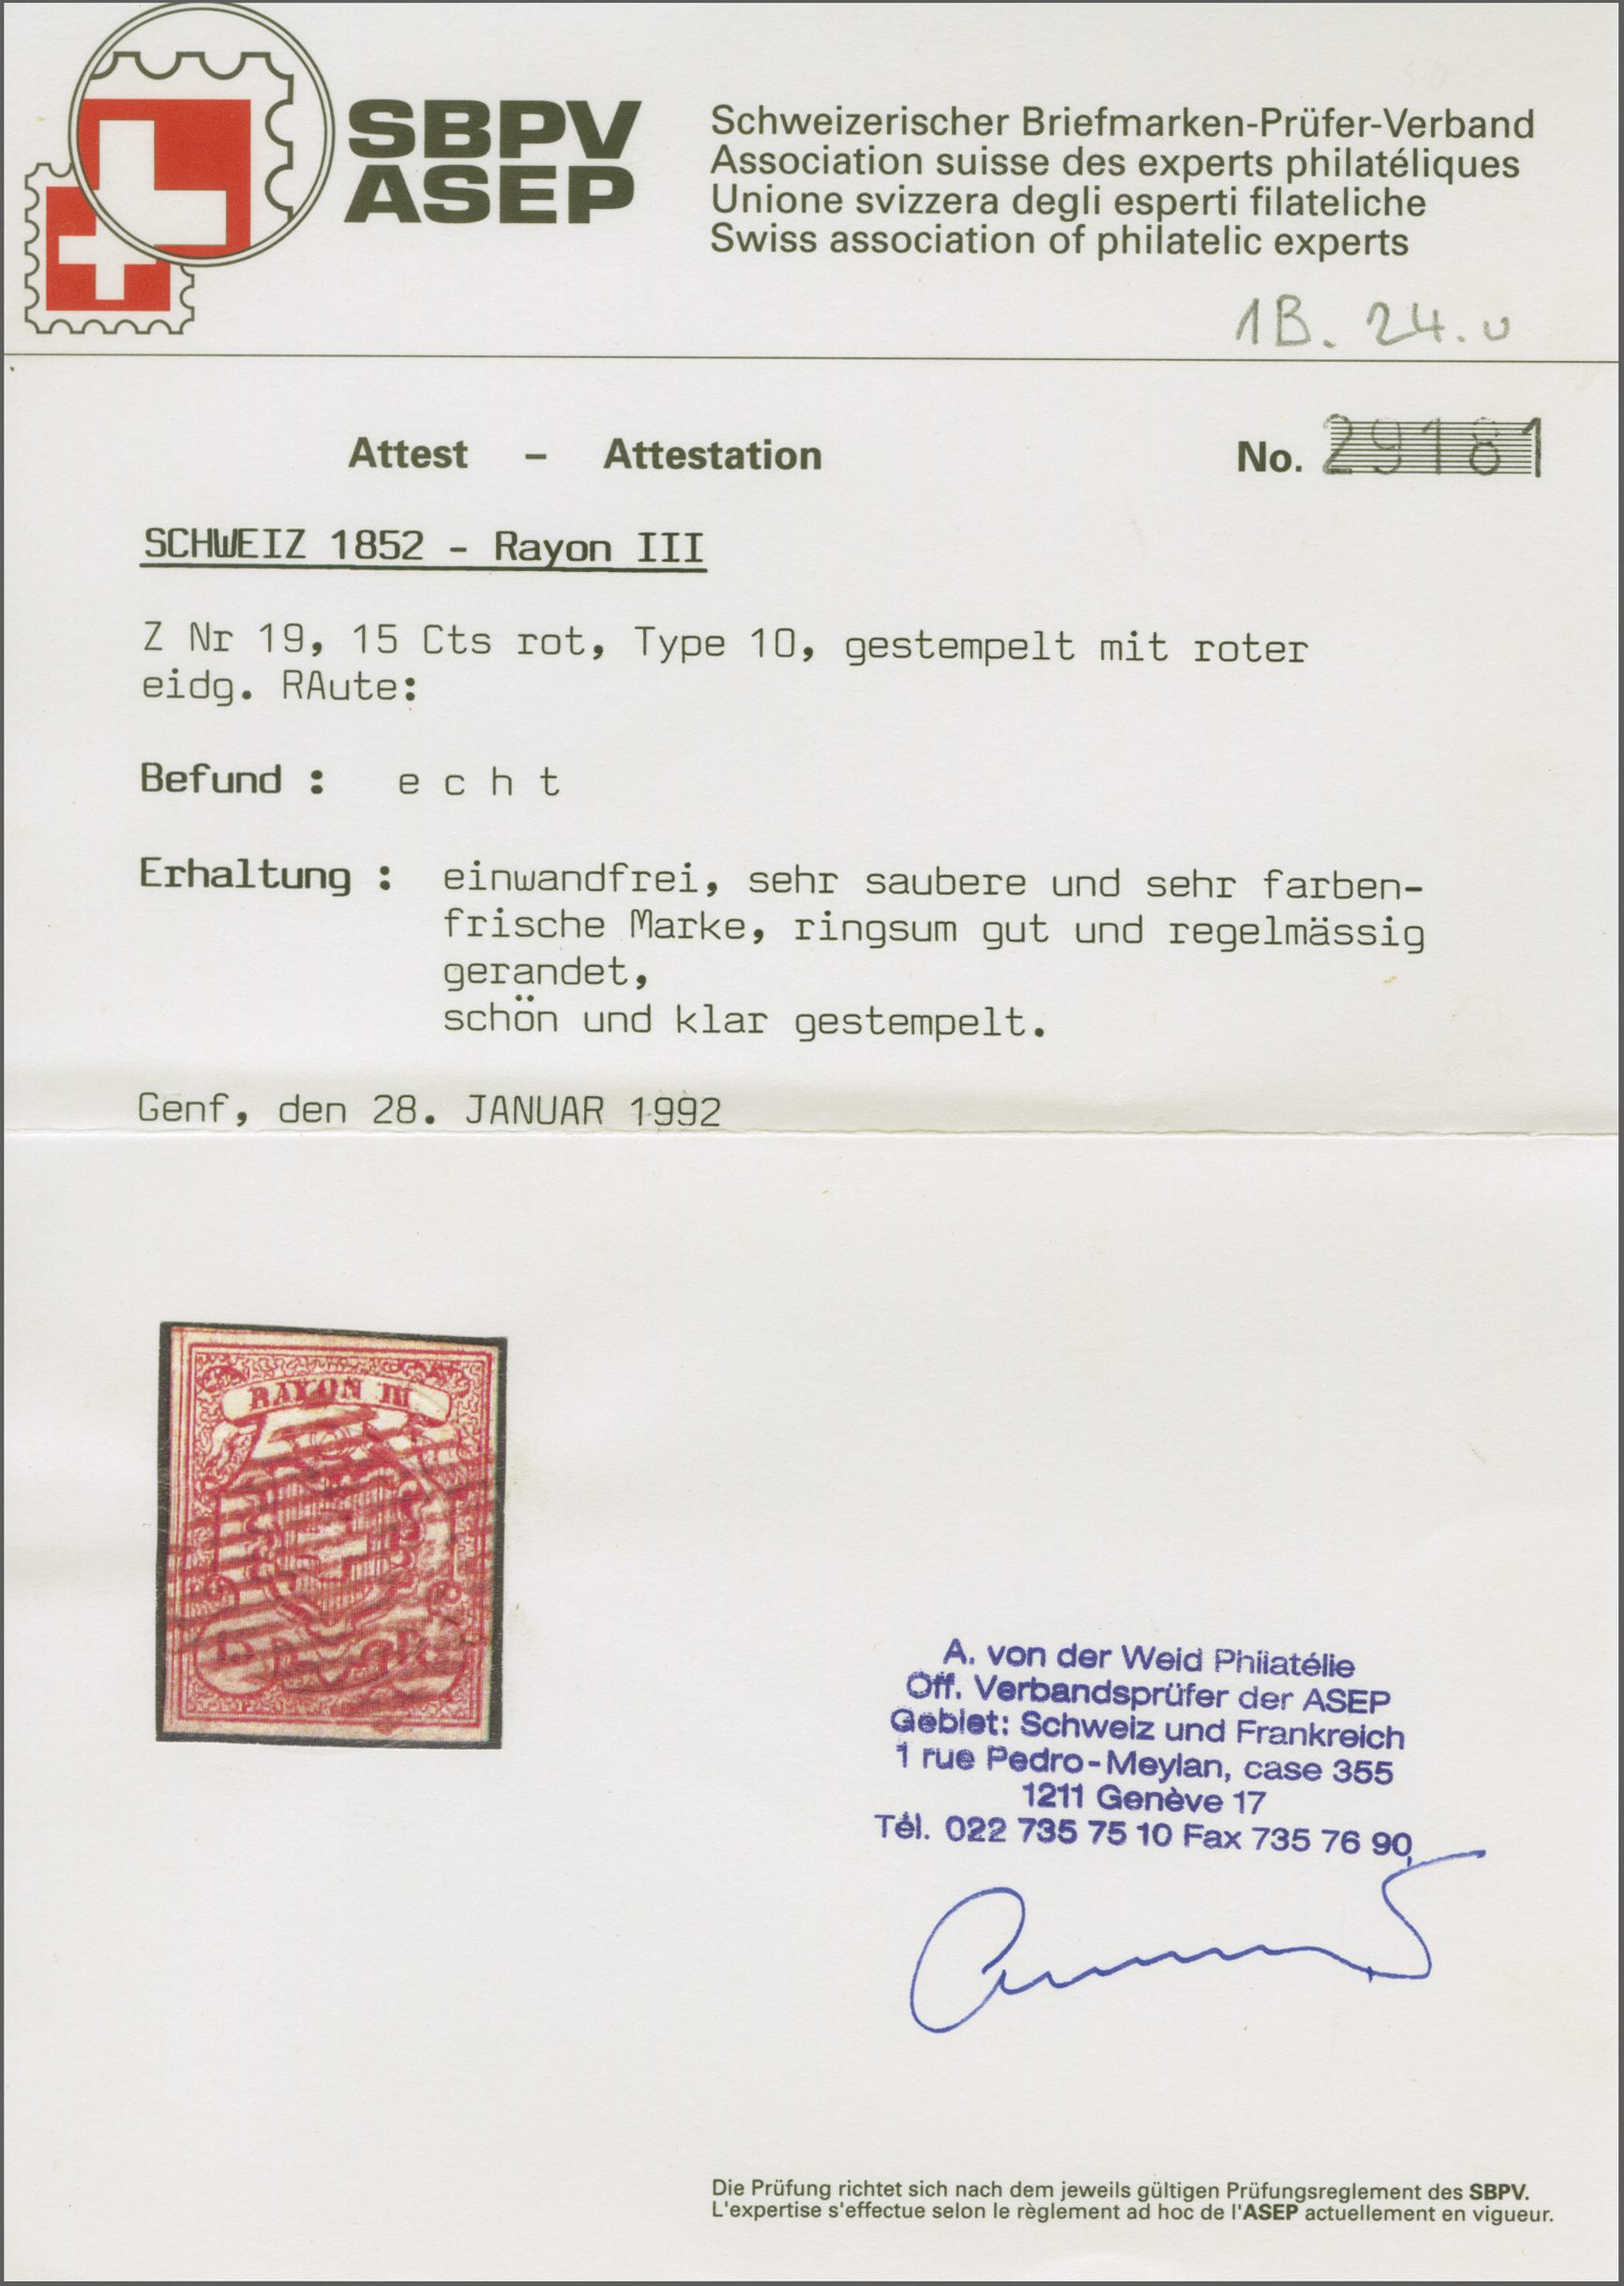 SBPV
ASEP
Schweizerischer Briefmarken-Prüfer-Verband
Association suisse des experts philatéliques
Unione svizzera degli esperti filateliche
Swiss association of philatelic experts
1B. 24.
Attest – Attestation
No. 29181
SCHWEIZ 1852 - Rayon III
Z Nr 19, 15 Cts rot, Type 10, gestempelt mit roter
eidg. RAute:
Befund : e c h t
Erhaltung : einwandfrei, sehr saubere und sehr farben-
frische Marke, ringsum gut und regelmässig
gerandet,
schön und klar gestempelt.
Genf, den 28. JANUAR 1992
RAYON III
A. von der Weid Philatélie
Off. Verbandsprüfer der ASEP
Gebiet: Schweiz und Frankreich
1 rue Pedro-Meylan, case 355
1211 Genève 17
Tél. 022 735 75 10 Fax 735 76 90
Die Prüfung richtet sich nach dem jeweils gültigen Prüfungsreglement des SBPV.
L'expertise s'effectue selon le règlement ad hoc de l'ASEP actuellement en vigueur.